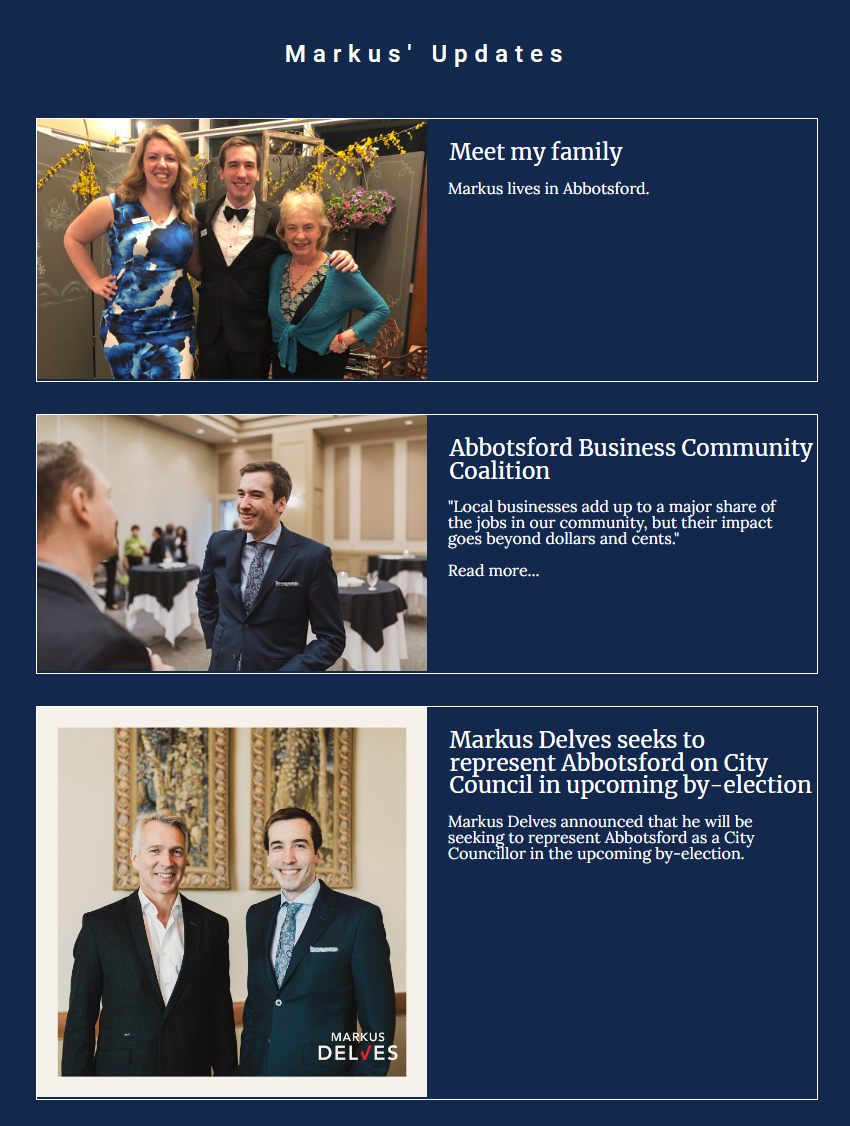 Markus' Updates
Meet my family
Markus lives in Abbotsford.
Abbotsford Business Community
Coalition
"Local businesses add up to a major share of
the jobs in our community, but their impact
goes beyond dollars and cents."
Read more...
Markus Delves seeks to
represent Abbotsford on City
Council in upcoming by-election
Markus Delves announced that he will be
seeking to represent Abbotsford as a City
Councillor in the upcoming by-election.
MARKUS
DELVES